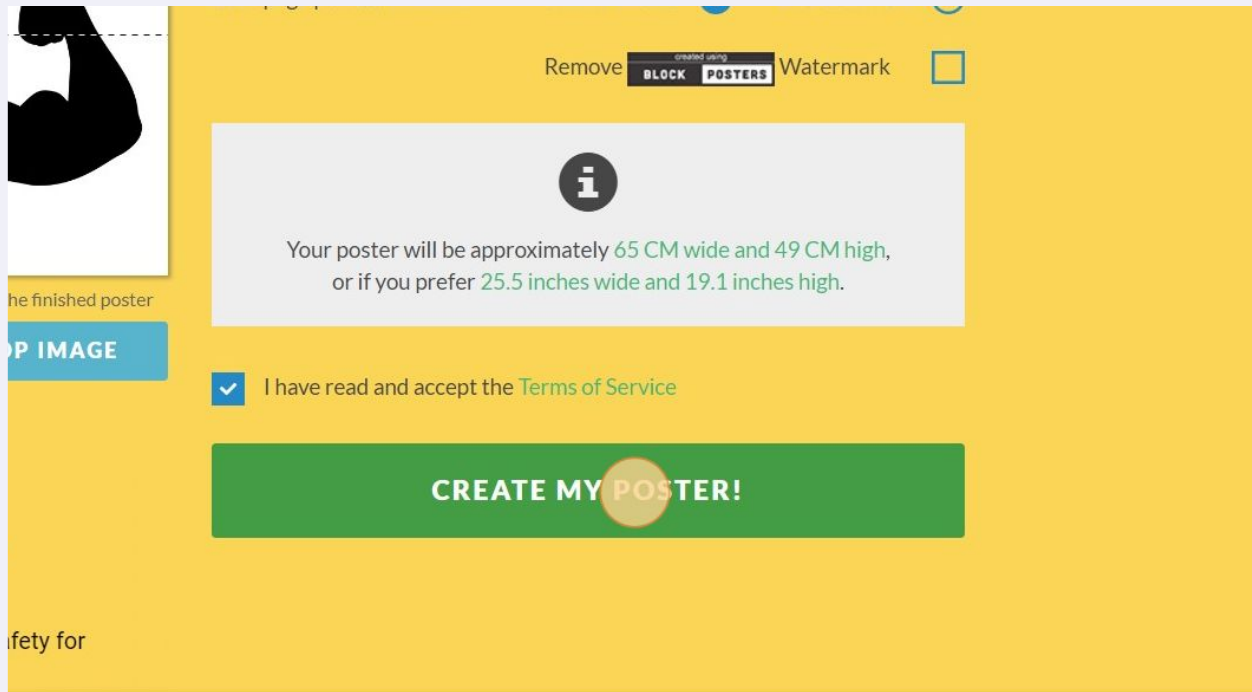 Remove created using BLOCK POSTERS Watermark
Your poster will be approximately 65 CM wide and 49 CM high,
or if you prefer 25.5 inches wide and 19.1 inches high.
he finished poster
OP IMAGE
I have read and accept the Terms of Service
CREATE MY POSTER!
afety for